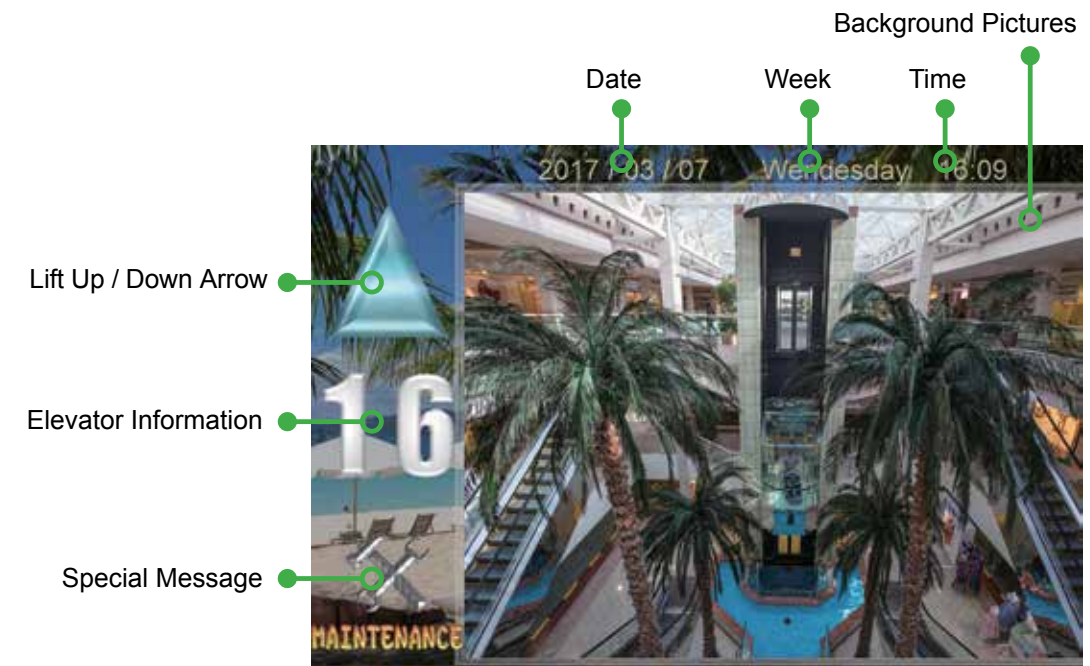 Background Pictures
Date Week Time
2017 / 03 / 07 Wendesday 16:09
Lift Up / Down Arrow
16
Elevator Information
Special Message
MAINTENANCE